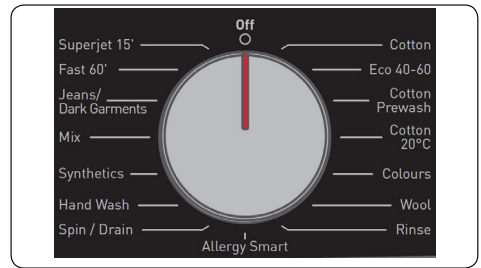 Off
Superjet 15'
Fast 60'
Jeans/
Dark Garments
Mix
Synthetics
Hand Wash
Spin / Drain
Allergy Smart
Cotton
Eco 40-60
Cotton
Prewash
Cotton
20°C
Colours
Wool
Rinse